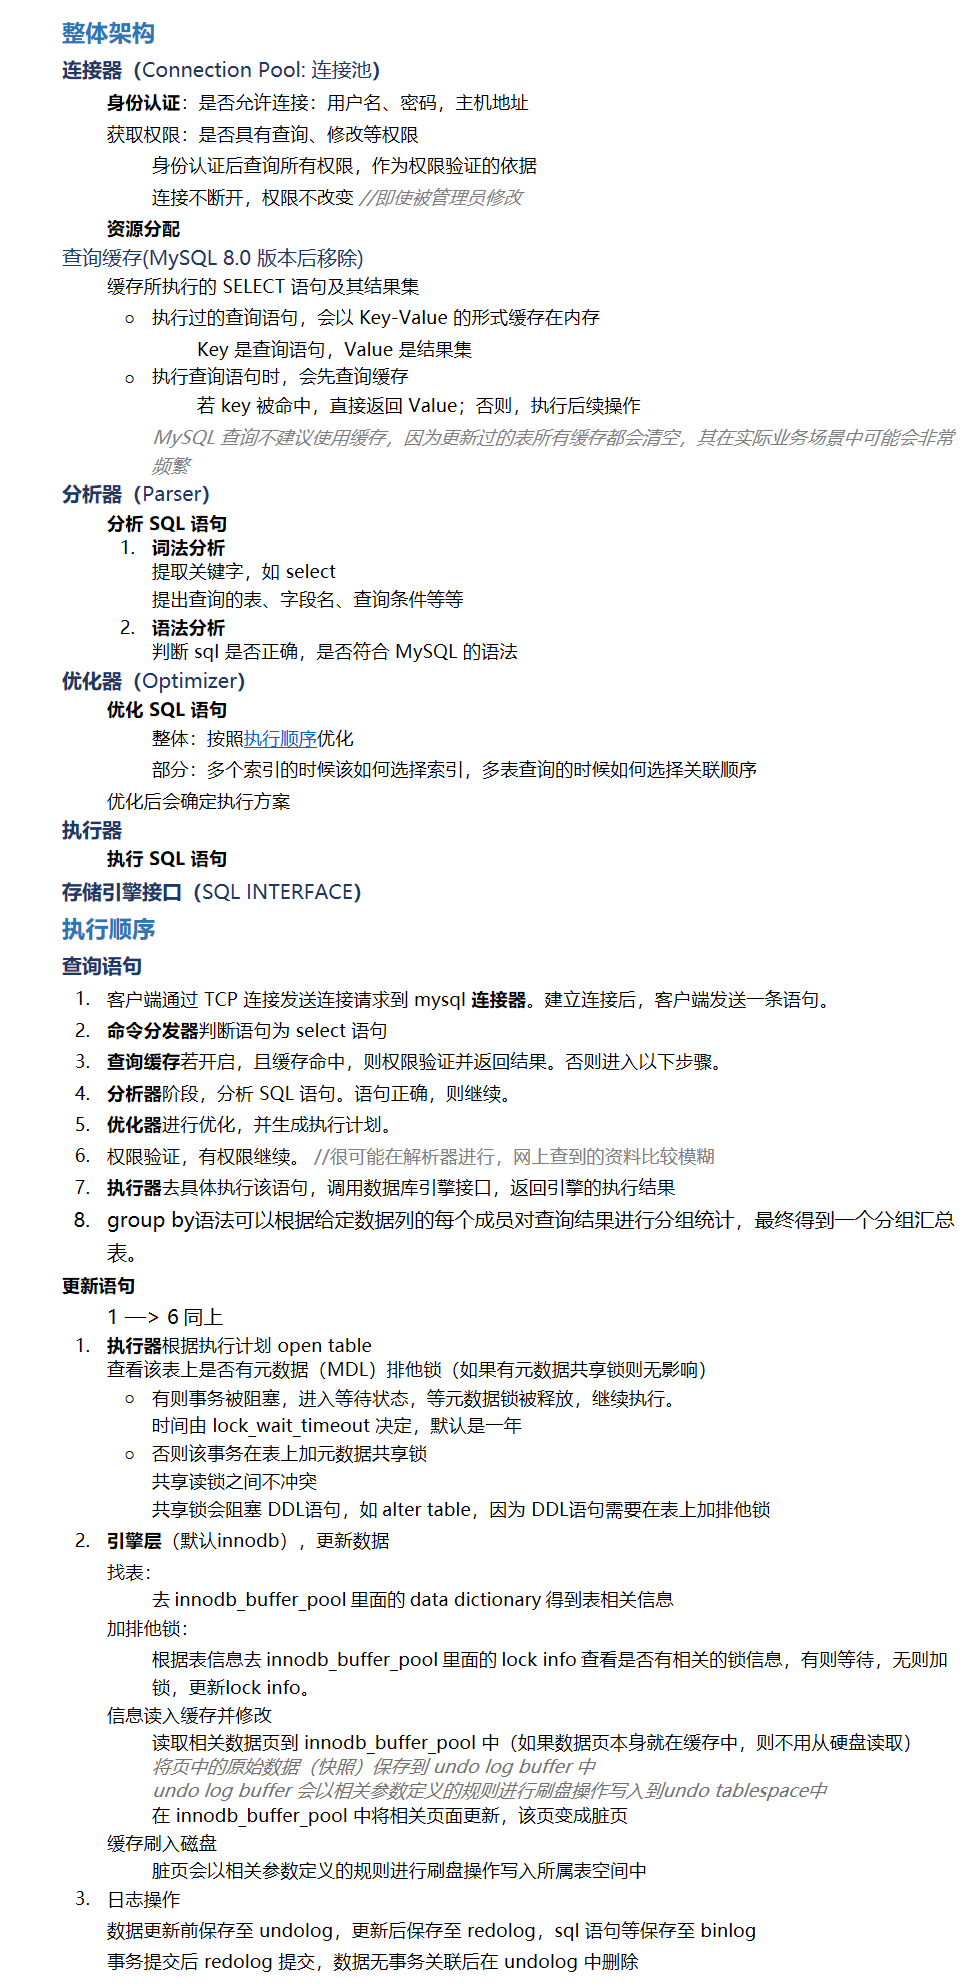 整体架构
连接器（Connection Pool: 连接池）
身份认证：是否允许连接：用户名、密码，主机地址
获取权限：是否具有查询、修改等权限
身份认证后查询所有权限，作为权限验证的依据
连接不断开，权限不改变 //即使被管理员修改
资源分配
查询缓存(MySQL 8.0 版本后移除)
缓存所执行的 SELECT 语句及其结果集
○ 执行过的查询语句，会以 Key-Value 的形式缓存在内存
Key 是查询语句，Value 是结果集
○ 执行查询语句时，会先查询缓存
若 key 被命中，直接返回 Value；否则，执行后续操作
MySQL 查询不建议使用缓存，因为更新过的表所有缓存都会清空，其在实际业务场景中可能会非常
频繁
分析器（Parser）
分析 SQL 语句
1. 词法分析
提取关键字，如 select
提出查询的表、字段名、查询条件等等
2. 语法分析
判断 sql 是否正确，是否符合 MySQL 的语法
优化器（Optimizer）
优化 SQL 语句
整体：按照执行顺序优化
部分：多个索引的时候该如何选择索引，多表查询的时候如何选择关联顺序
优化后会确定执行方案
执行器
执行 SQL 语句
存储引擎接口（SQL INTERFACE）
执行顺序
查询语句
1. 客户端通过 TCP 连接发送连接请求到 mysql 连接器。建立连接后，客户端发送一条语句。
2. 命令分发器判断语句为 select 语句
3. 查询缓存若开启，且缓存命中，则权限验证并返回结果。否则进入以下步骤。
4. 分析器阶段，分析 SQL 语句。语句正确，则继续。
5. 优化器进行优化，并生成执行计划。
6. 权限验证，有权限继续。 //很可能在解析器进行，网上查到的资料比较模糊
7. 执行器去具体执行该语句，调用数据库引擎接口，返回引擎的执行结果
8. group by语法可以根据给定数据列的每个成员对查询结果进行分组统计，最终得到一个分组汇总
表。
更新语句
1 —> 6 同上
1. 执行器根据执行计划 open table
查看该表上是否有元数据（MDL）排他锁（如果有元数据共享锁则无影响）
○ 有则事务被阻塞，进入等待状态，等元数据锁被释放，继续执行。
时间由 lock_wait_timeout 决定，默认是一年
○ 否则该事务在表上加元数据共享锁
共享读锁之间不冲突
共享锁会阻塞 DDL语句，如 alter table，因为 DDL语句需要在表上加排他锁
2. 引擎层（默认innodb），更新数据
找表：
去 innodb_buffer_pool 里面的 data dictionary 得到表相关信息
加排他锁：
根据表信息去 innodb_buffer_pool 里面的 lock info 查看是否有相关的锁信息，有则等待，无则加
锁，更新lock info。
信息读入缓存并修改
读取相关数据页到 innodb_buffer_pool 中（如果数据页本身就在缓存中，则不用从硬盘读取）
将页中的原始数据（快照）保存到 undo log buffer 中
undo log buffer 会以相关参数定义的规则进行刷盘操作写入到undo tablespace中
在 innodb_buffer_pool 中将相关页面更新，该页变成脏页
缓存刷入磁盘
脏页会以相关参数定义的规则进行刷盘操作写入所属表空间中
3. 日志操作
数据更新前保存至 undolog，更新后保存至 redolog，sql 语句等保存至 binlog
事务提交后 redolog 提交，数据无事务关联后在 undolog 中删除